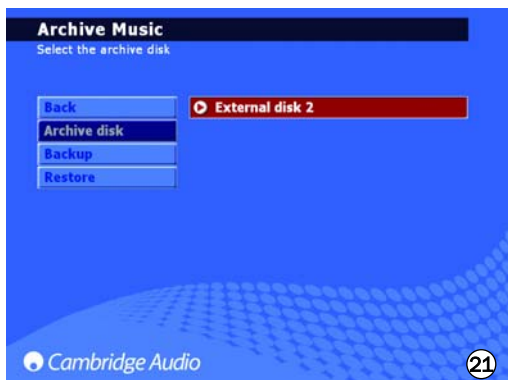 Archive Music
Select the archive disk
Back
External disk 2
Archive disk
Backup
Restore
Cambridge Audio
21